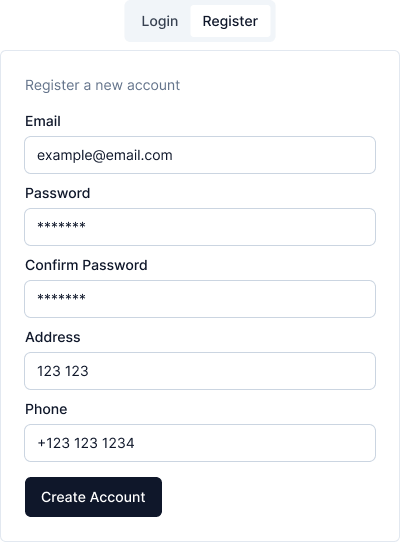 Login Register
Register a new account
Email
example@email.com
Password
*******
Confirm Password
*******
Address
123 123
Phone
+123 123 1234
Create Account